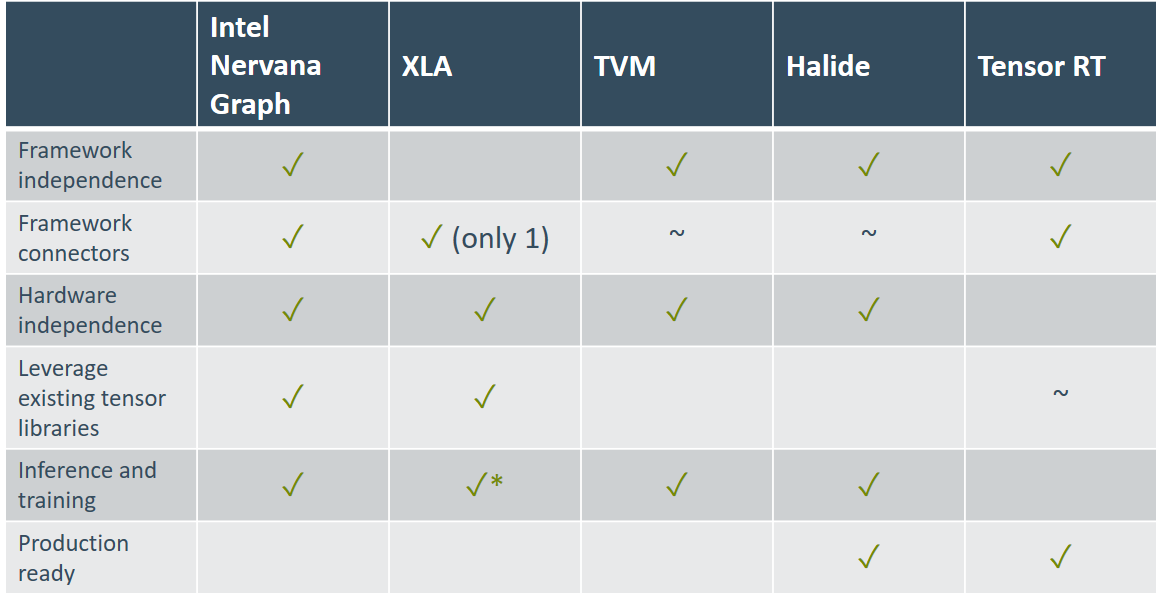 Intel
Nervana
Graph
XLA
TVM
Halide
Tensor RT
Framework
independence
✓
✓
✓
✓
Framework
connectors
✓
✓ (only 1)
~
~
✓
Hardware
independence
✓
✓
✓
✓
Leverage
existing tensor
libraries
✓
✓
~
Inference and
training
✓
✓*
✓
✓
Production
ready
✓
✓